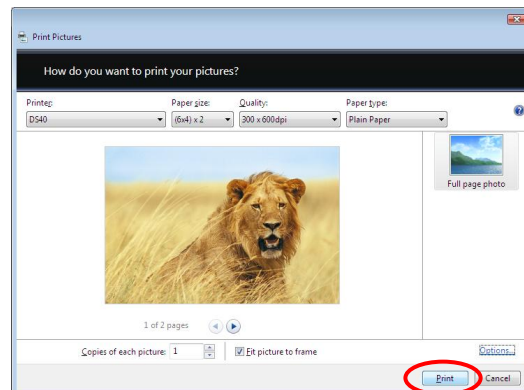 Print Pictures
How do you want to print your pictures?
Printer: Paper size: Quality: Paper type:
DS40 (6x4) x 2 300 x 600dpi Plain Paper
Full page photo
1 of 2 pages
Copies of each picture: 1 Fit picture to frame Options...
Print Cancel